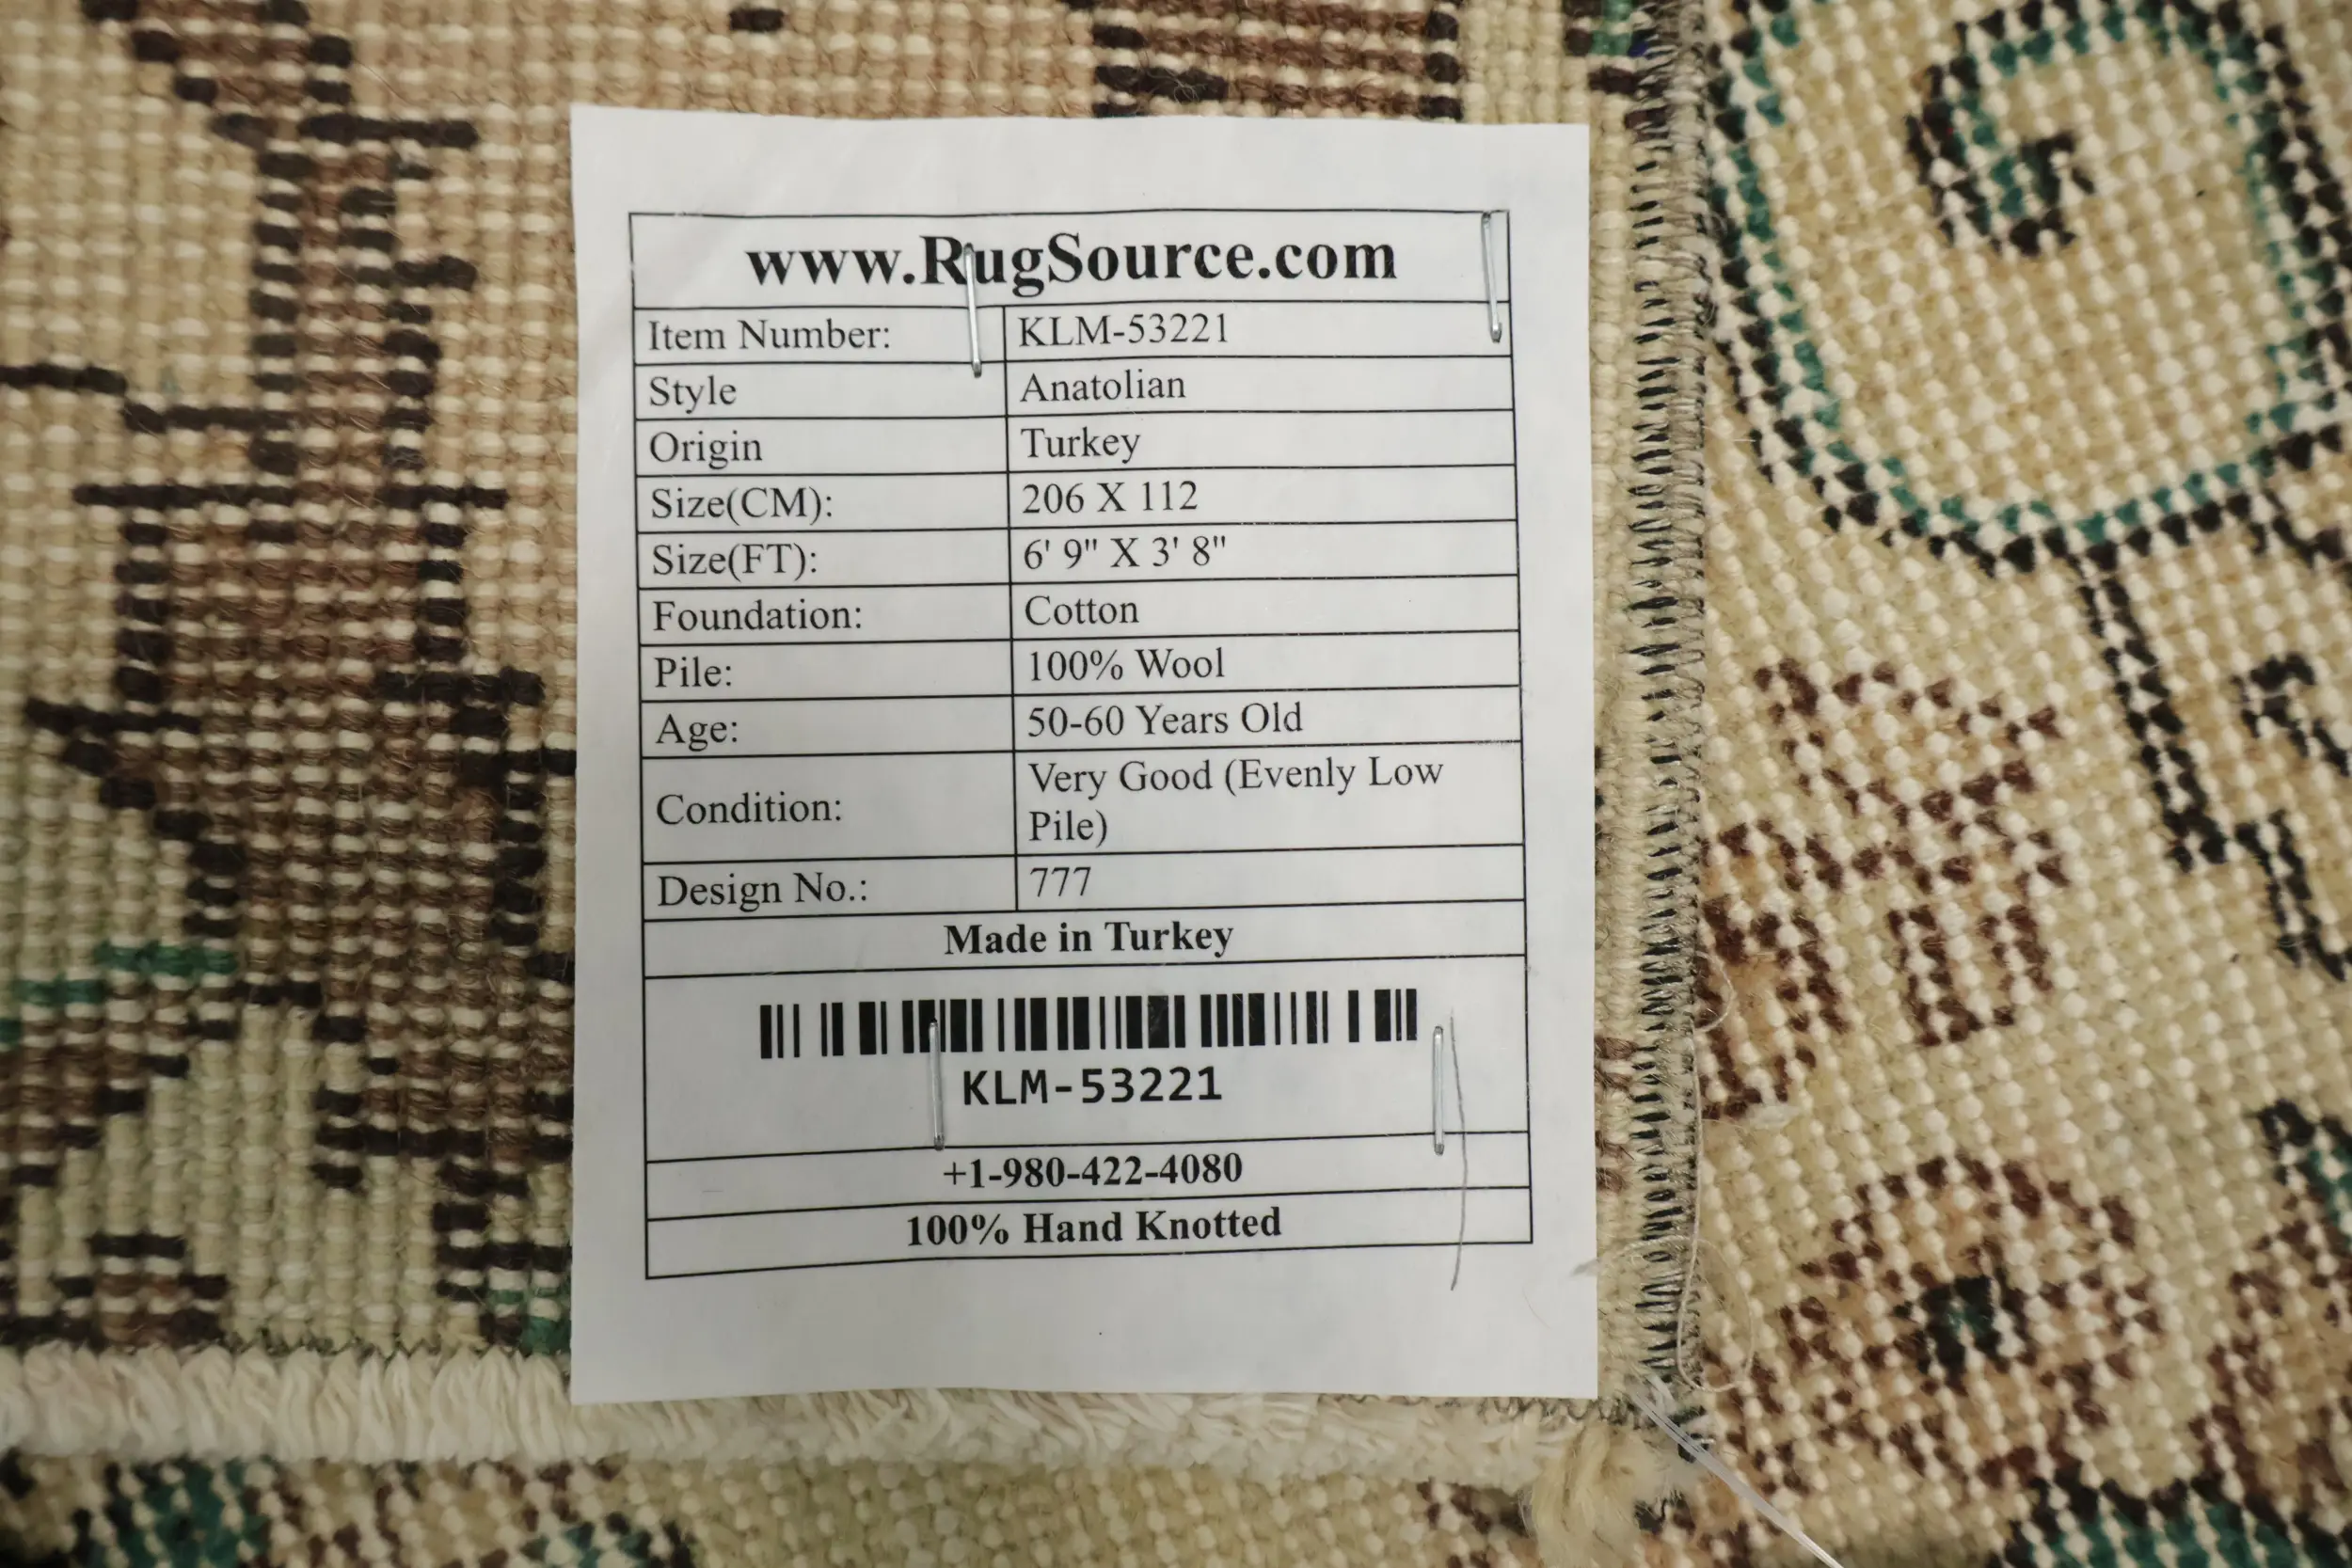 www.RugSource.com
Item Number: KLM-53221
Style Anatolian
Origin Turkey
Size(CM): 206 X 112
Size(FT): 6' 9" X 3' 8"
Foundation: Cotton
Pile: 100% Wool
Age: 50-60 Years Old
Condition: Very Good (Evenly Low
Pile)
Design No.: 777
Made in Turkey
KLM-53221
+1-980-422-4080
100% Hand Knotted